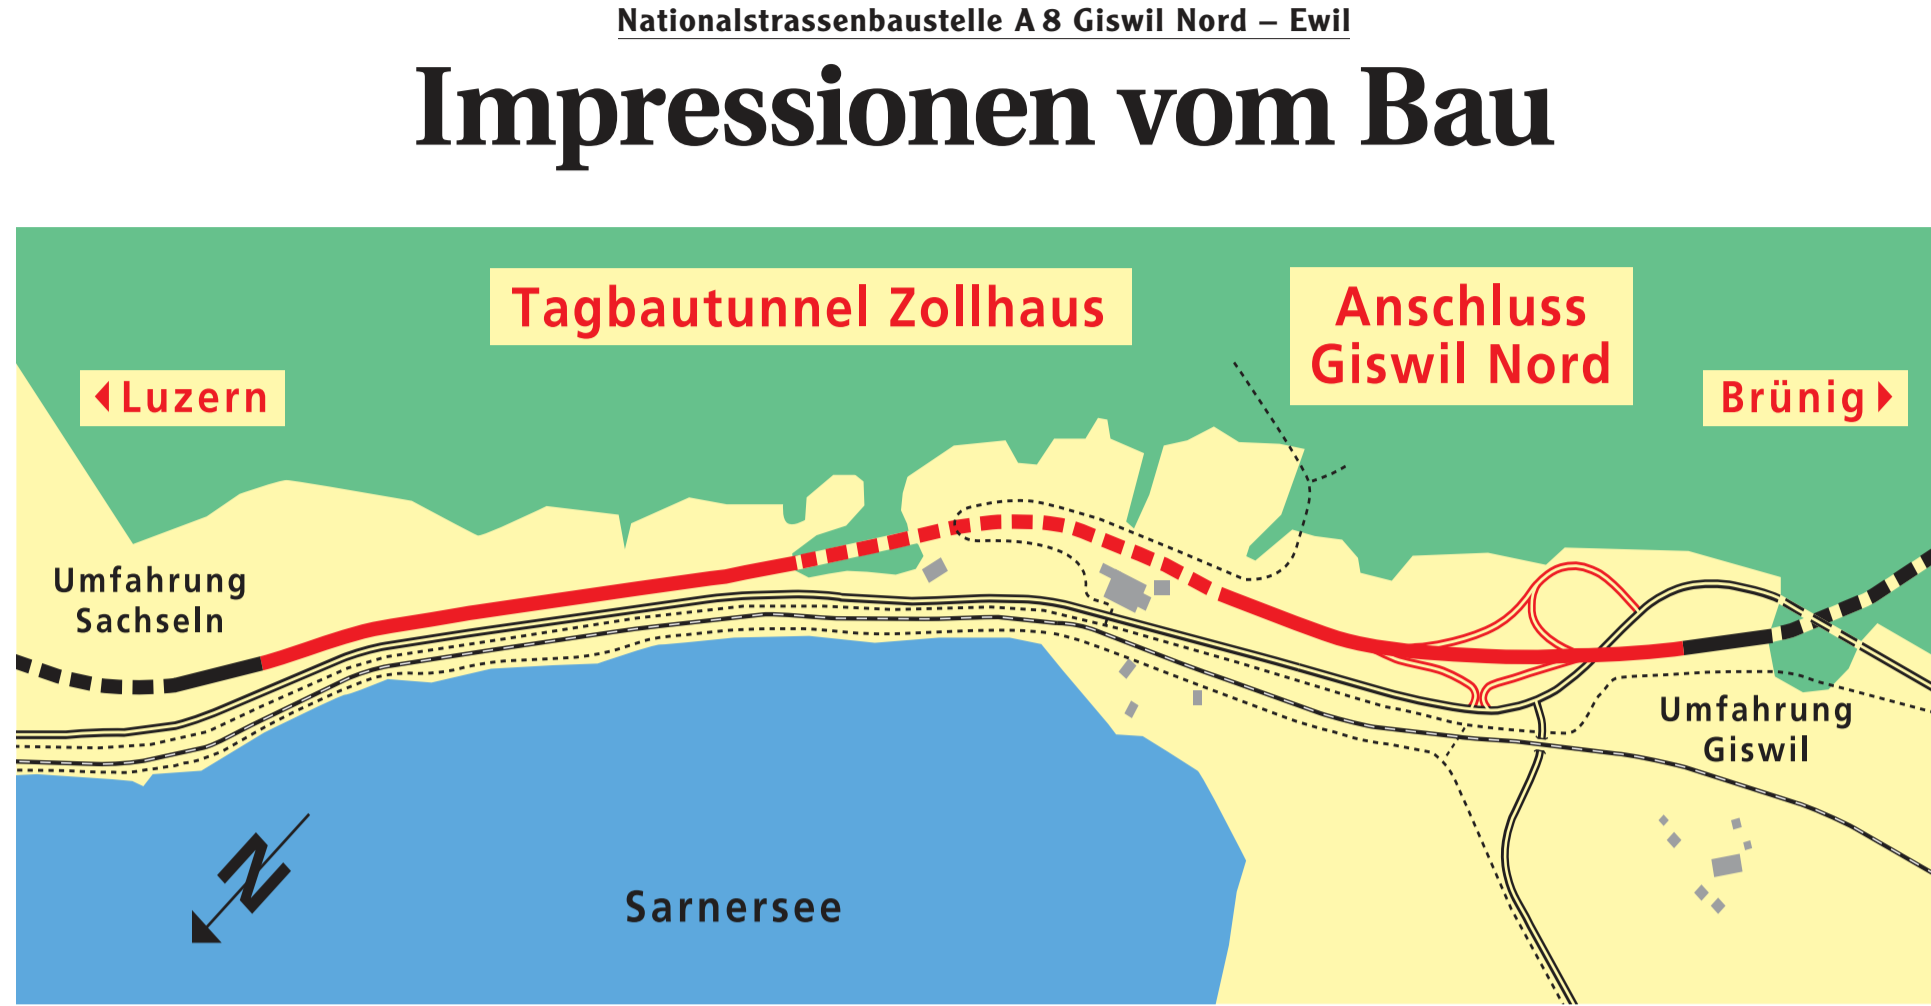 Nationalstrassenbaustelle A 8 Giswil Nord – Ewil
Impressionen vom Bau
Tagbautunnel Zollhaus
Anschluss
Giswil Nord
Luzern
Brünig
Umfahrung
Sachseln
Umfahrung
Giswil
N
Sarnersee